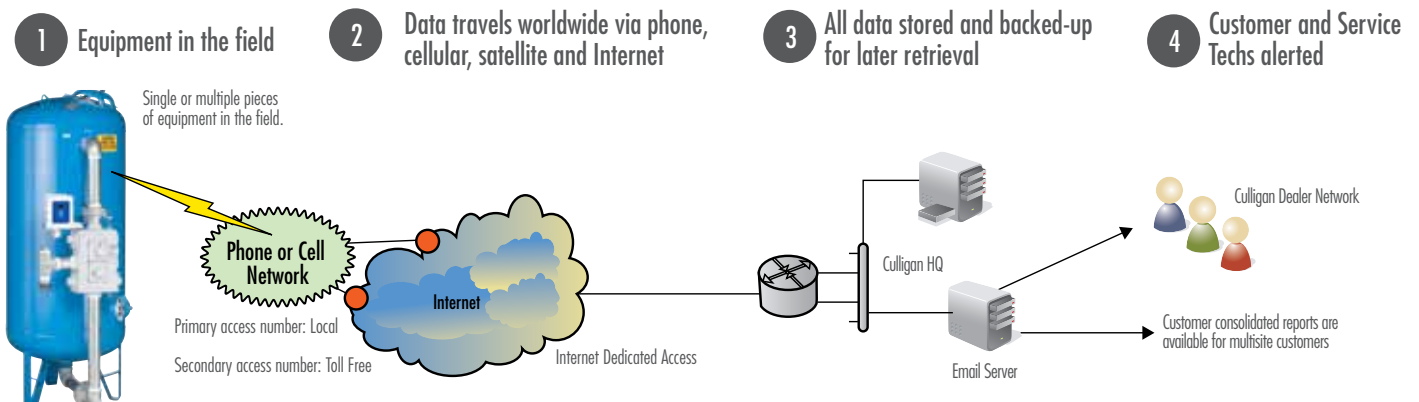 1 Equipment in the field
Single or multiple pieces
of equipment in the field.
2 Data travels worldwide via phone,
cellular, satellite and Internet
3 All data stored and backed-up
for later retrieval
4 Customer and Service
Techs alerted
Phone or Cell
Network
Primary access number: Local
Secondary access number: Toll Free
Internet
Internet Dedicated Access
Culligan HQ
Email Server
Culligan Dealer Network
Customer consolidated reports are
available for multisite customers